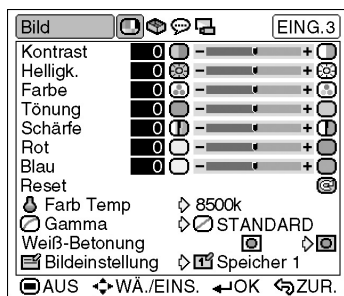 Bild EING.3
Kontrast 0 - +
Helligk. 0 - +
Farbe 0 - +
Tönung 0 - +
Schärfe 0 - +
Rot 0 - +
Blau 0 - +
Reset
Farb Temp 8500k
Gamma STANDARD
Weiß-Betonung
Bildeinstellung Speicher 1
AUS WÄ./EINS. OK ZUR.